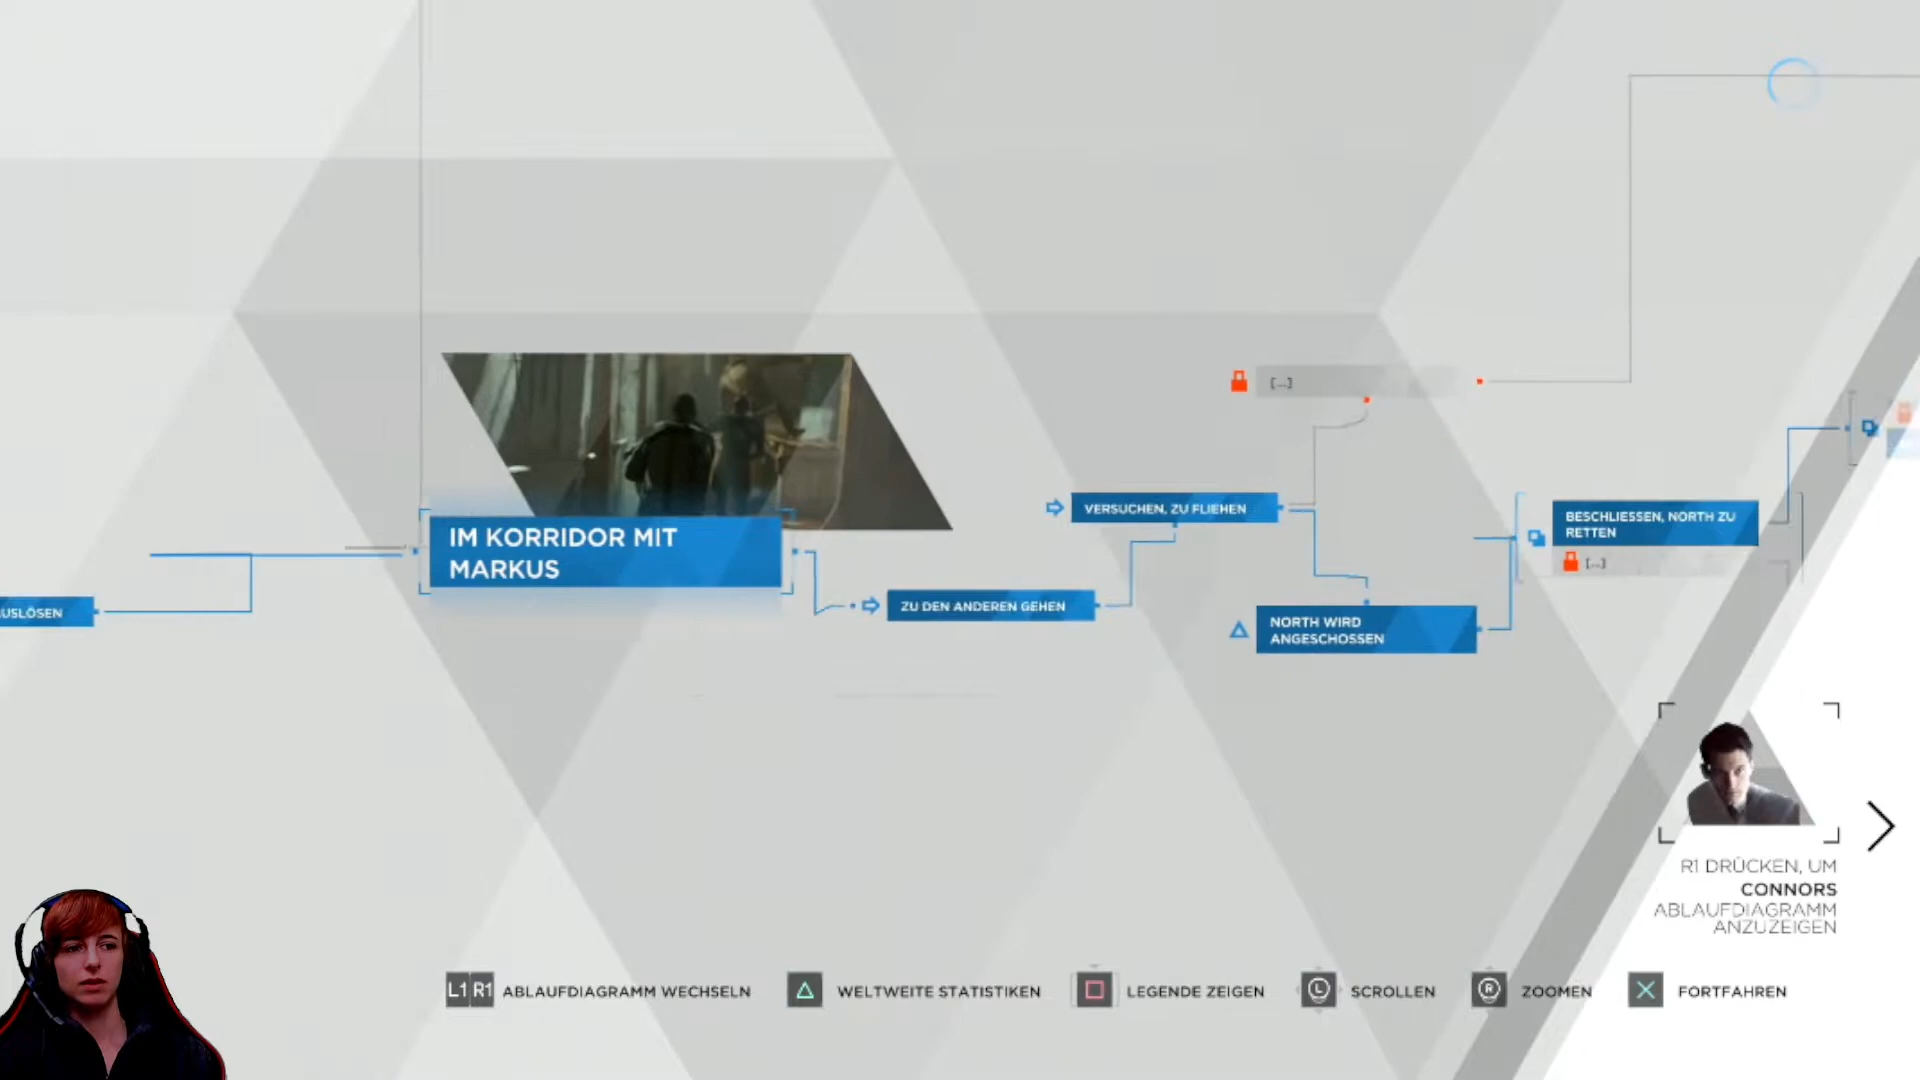 [...]
VERSUCHEN, ZU FLIEHEN
BESCHLIESSEN, NORTH ZU
RETTEN
[...]
IM KORRIDOR MIT
MARKUS
USLÖSEN
ZU DEN ANDEREN GEHEN
NORTH WIRD
ANGESCHOSSEN
R1 DRÜCKEN, UM
CONNORS
ABLAUFDIAGRAMM
ANZUZEIGEN
L1 R1 ABLAUFDIAGRAMM WECHSELN
WELTWEITE STATISTIKEN
LEGENDE ZEIGEN
L SCROLLEN
R ZOOMEN
FORTFAHREN